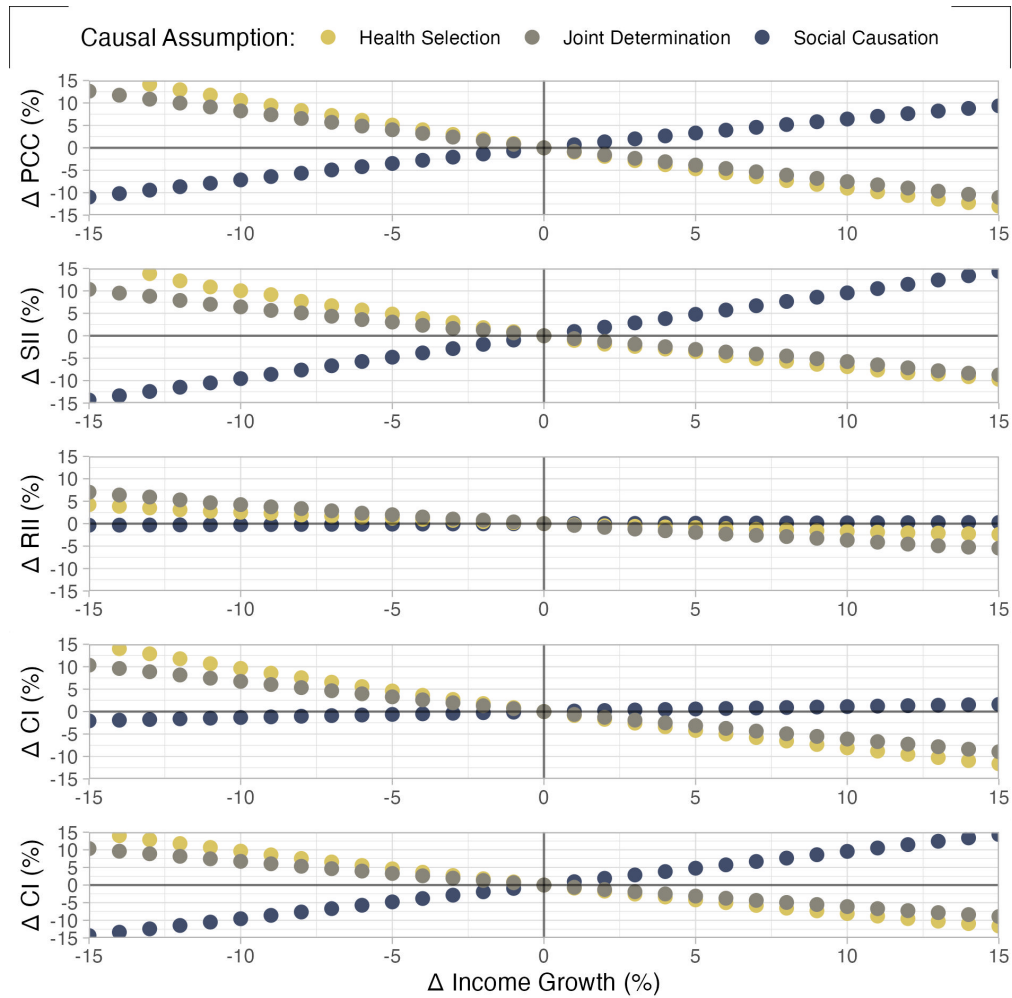 Causal Assumption: Health Selection Joint Determination Social Causation
Δ PCC (%)
15
10
5
0
-5
-10
-15
-15 -10 -5 0 5 10 15
Δ SII (%)
15
10
5
0
-5
-10
-15
-15 -10 -5 0 5 10 15
Δ RII (%)
15
10
5
0
-5
-10
-15
-15 -10 -5 0 5 10 15
Δ CI (%)
15
10
5
0
-5
-10
-15
-15 -10 -5 0 5 10 15
Δ CI (%)
15
10
5
0
-5
-10
-15
-15 -10 -5 0 5 10 15
Δ Income Growth (%)